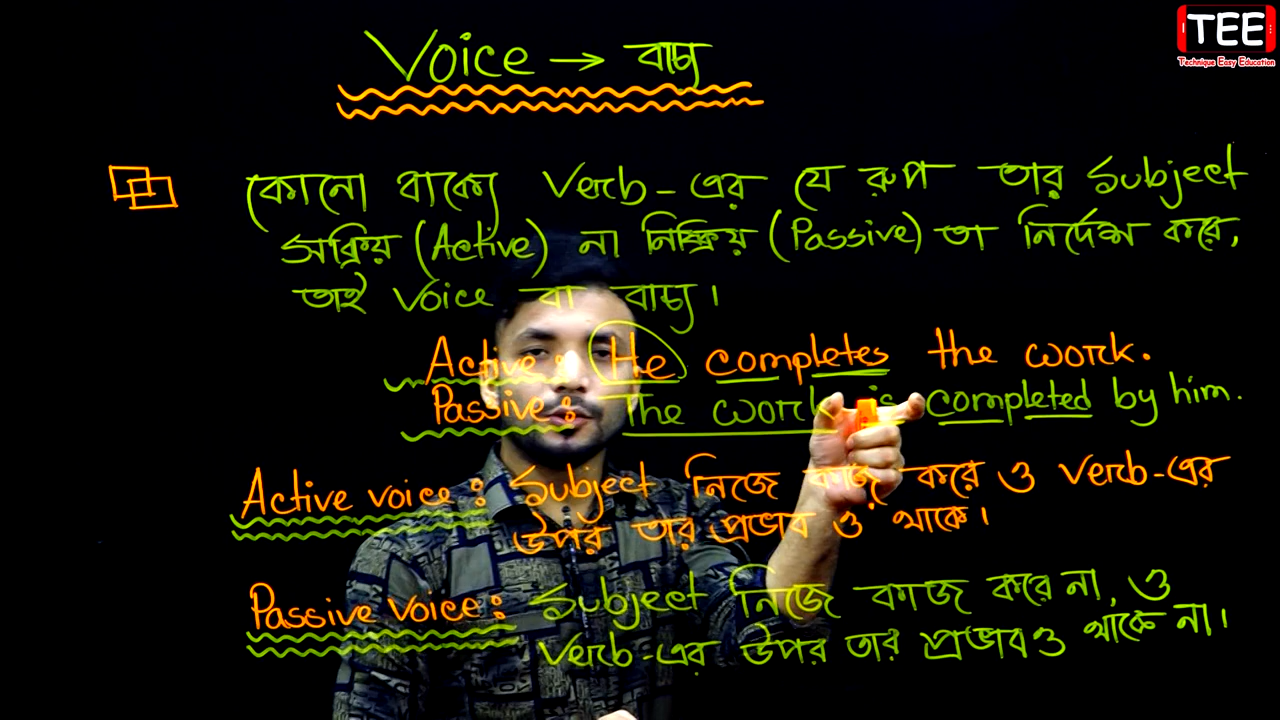 TEE
Technique Easy Education
Voice → বাচ্য
কোনো বাক্যে Verb-এর যে রুপ তার Subject
সক্রিয় (Active) না নিষ্ক্রিয় (Passive) তা নির্দেশ করে,
তাই Voice বা বাচ্য।
Active: He completes the work.
Passive: The work is completed by him.
Active voice: Subject নিজে কাজ করে ও Verb-এর
উপর তার প্রভাব ও থাকে।
Passive voice: Subject নিজে কাজ করে না, ও
Verb-এর উপর তার প্রভাবও থাকে না।